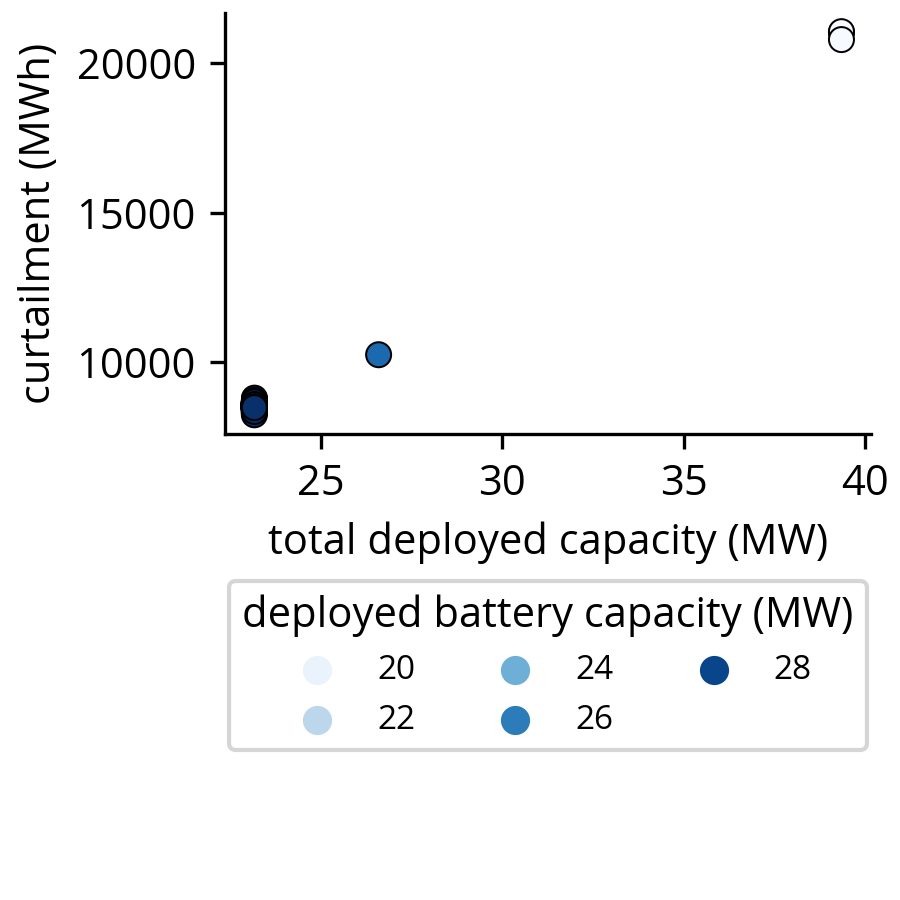 curtailment (MWh)
20000
15000
10000
25 30 35 40
total deployed capacity (MW)
deployed battery capacity (MW)
20 24 28
22 26